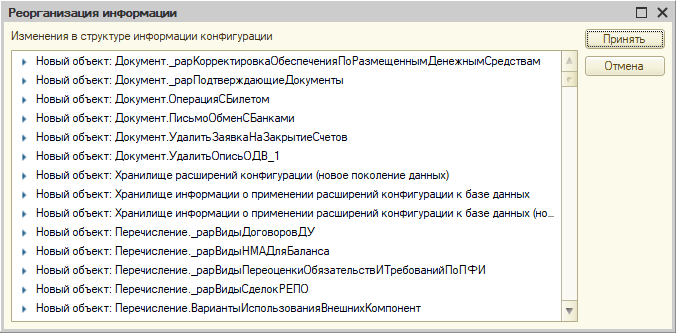 Реорганизация информации
Изменения в структуре информации конфигурации
Принять
Отмена
Новый объект: Документ._рарКорректировкаОбеспеченияПоРазмещеннымДенежнымСредствам
Новый объект: Документ._рарПодтверждающиеДокументы
Новый объект: Документ.ОперацияСБилетом
Новый объект: Документ.ПисьмоОбменСБанками
Новый объект: Документ.УдалитьЗаявкаНаЗакрытиеСчетов
Новый объект: Документ.УдалитьОписьОДВ_1
Новый объект: Хранилище расширений конфигурации (новое поколение данных)
Новый объект: Хранилище информации о применении расширений конфигурации к базе данных
Новый объект: Хранилище информации о применении расширений конфигурации к базе данных (но...
Новый объект: Перечисление._рарВидыДоговоровДУ
Новый объект: Перечисление._рарВидыНМАДляБаланса
Новый объект: Перечисление._рарВидыПереоценкиОбязательствИТребованийПоПФИ
Новый объект: Перечисление._рарВидыСделокРЕПО
Новый объект: Перечисление.ВариантыИспользованияВнешнихКомпонент